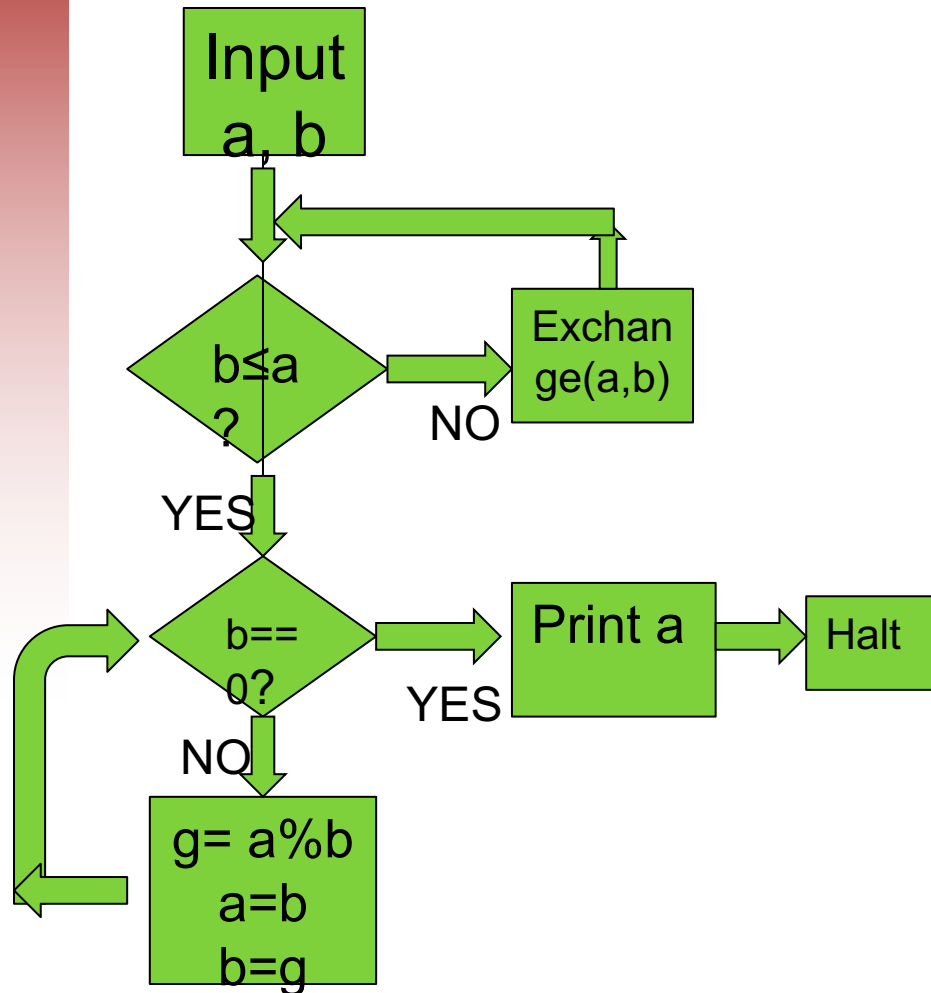 Input
a, b
b≤a
?
Exchan
ge(a,b)
NO
YES
b==
0?
Print a
Halt
YES
NO
g= a%b
a=b
b=g